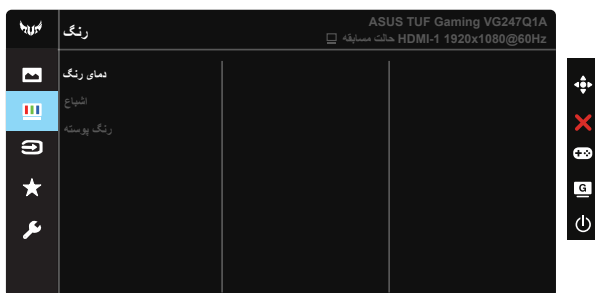 رنگ
ASUS TUF Gaming VG247Q1A
حالت مسابقه HDMI-1 1920x1080@60Hz
دمای رنگ
اشباع
رنگ پوسته
G